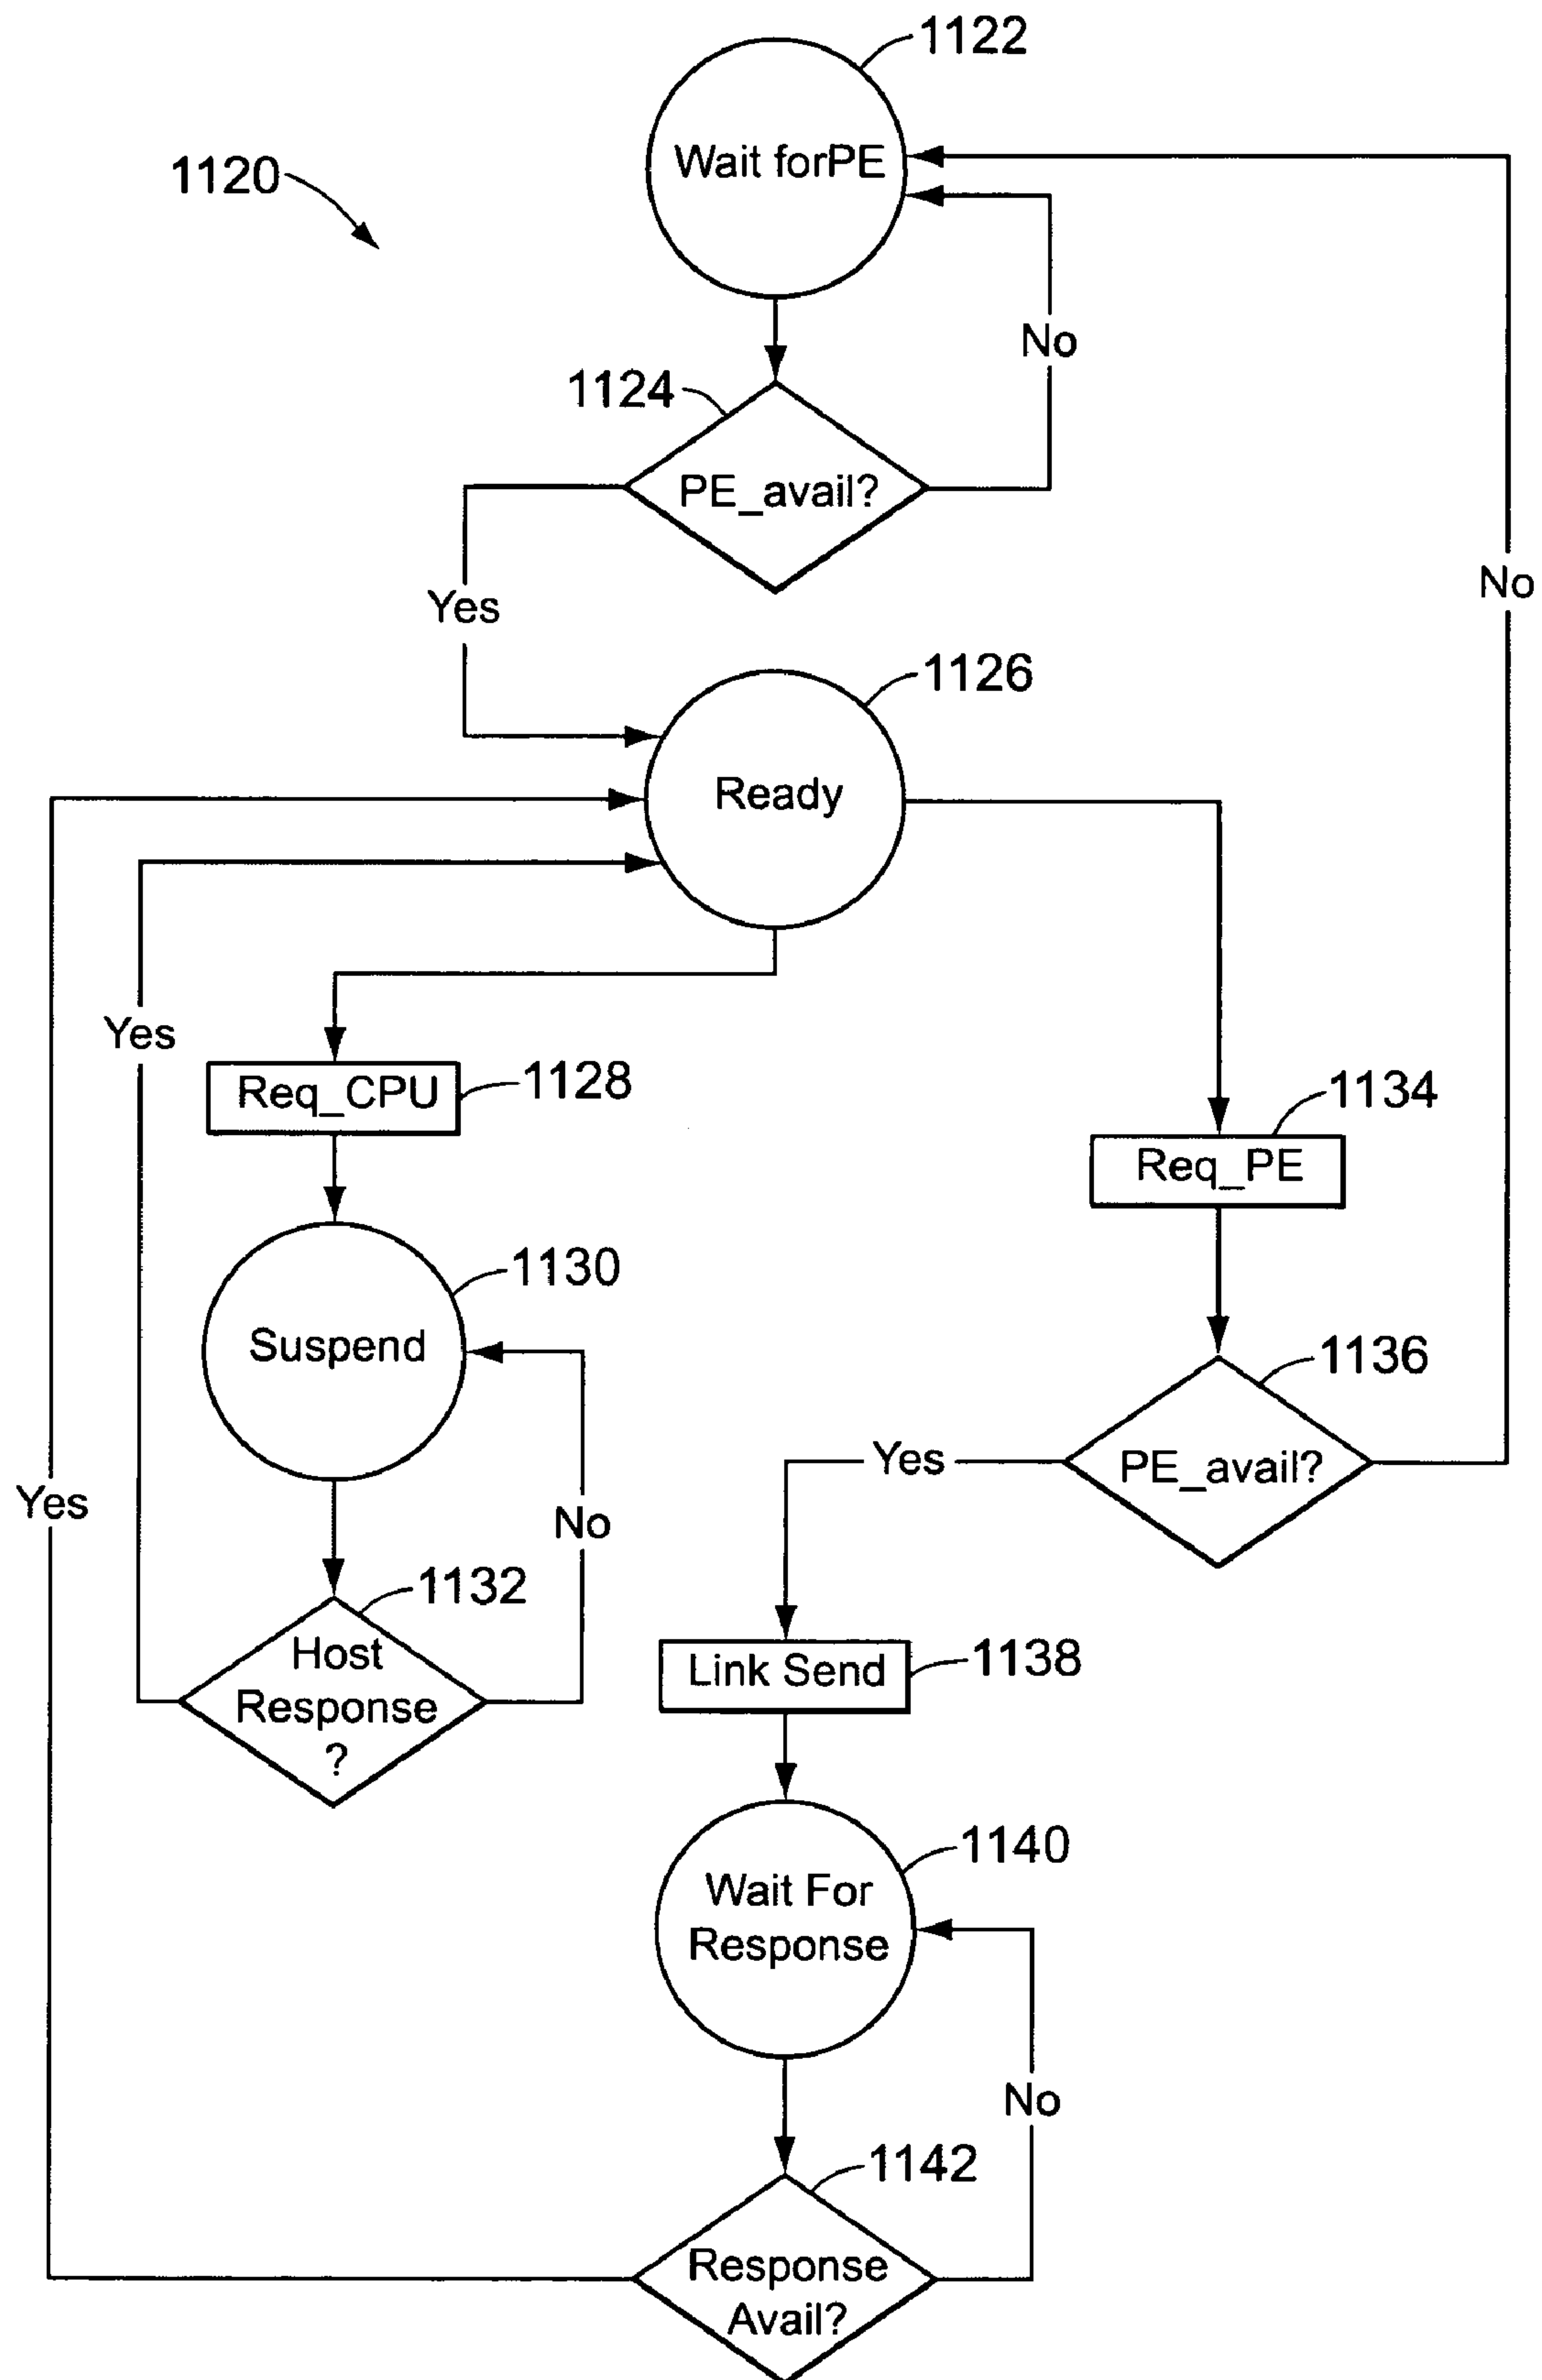 1122
Wait forPE
1120
No
1124
PE_avail?
Yes
No
1126
Ready
Yes
Req_CPU
1128
1134
Req_PE
1130
Suspend
1136
Yes
PE_avail?
Yes
No
1132
Host
Response
?
Link Send
1138
1140
Wait For
Response
No
1142
Response
Avail?